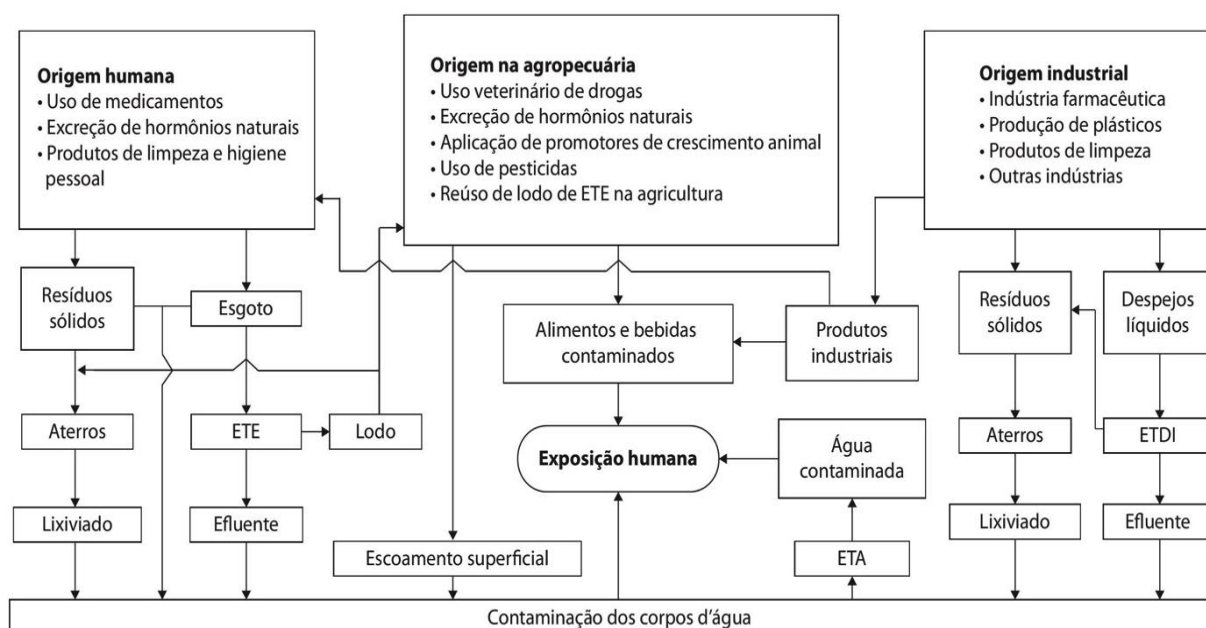 Origem humana
• Uso de medicamentos
• Excreção de hormônios naturais
• Produtos de limpeza e higiene
pessoal
Origem na agropecuária
• Uso veterinário de drogas
• Excreção de hormônios naturais
• Aplicação de promotores de crescimento animal
• Uso de pesticidas
• Reúso de lodo de ETE na agricultura
Origem industrial
• Indústria farmacêutica
• Produção de plásticos
• Produtos de limpeza
• Outras indústrias
Resíduos
sólidos
Esgoto
Alimentos e bebidas
contaminados
Produtos
industriais
Resíduos
sólidos
Despejos
líquidos
Aterros
ETE
Lodo
Exposição humana
Água
contaminada
Aterros
ETDI
Lixiviado
Efluente
Escoamento superficial
ETA
Lixiviado
Efluente
Contaminação dos corpos d’água